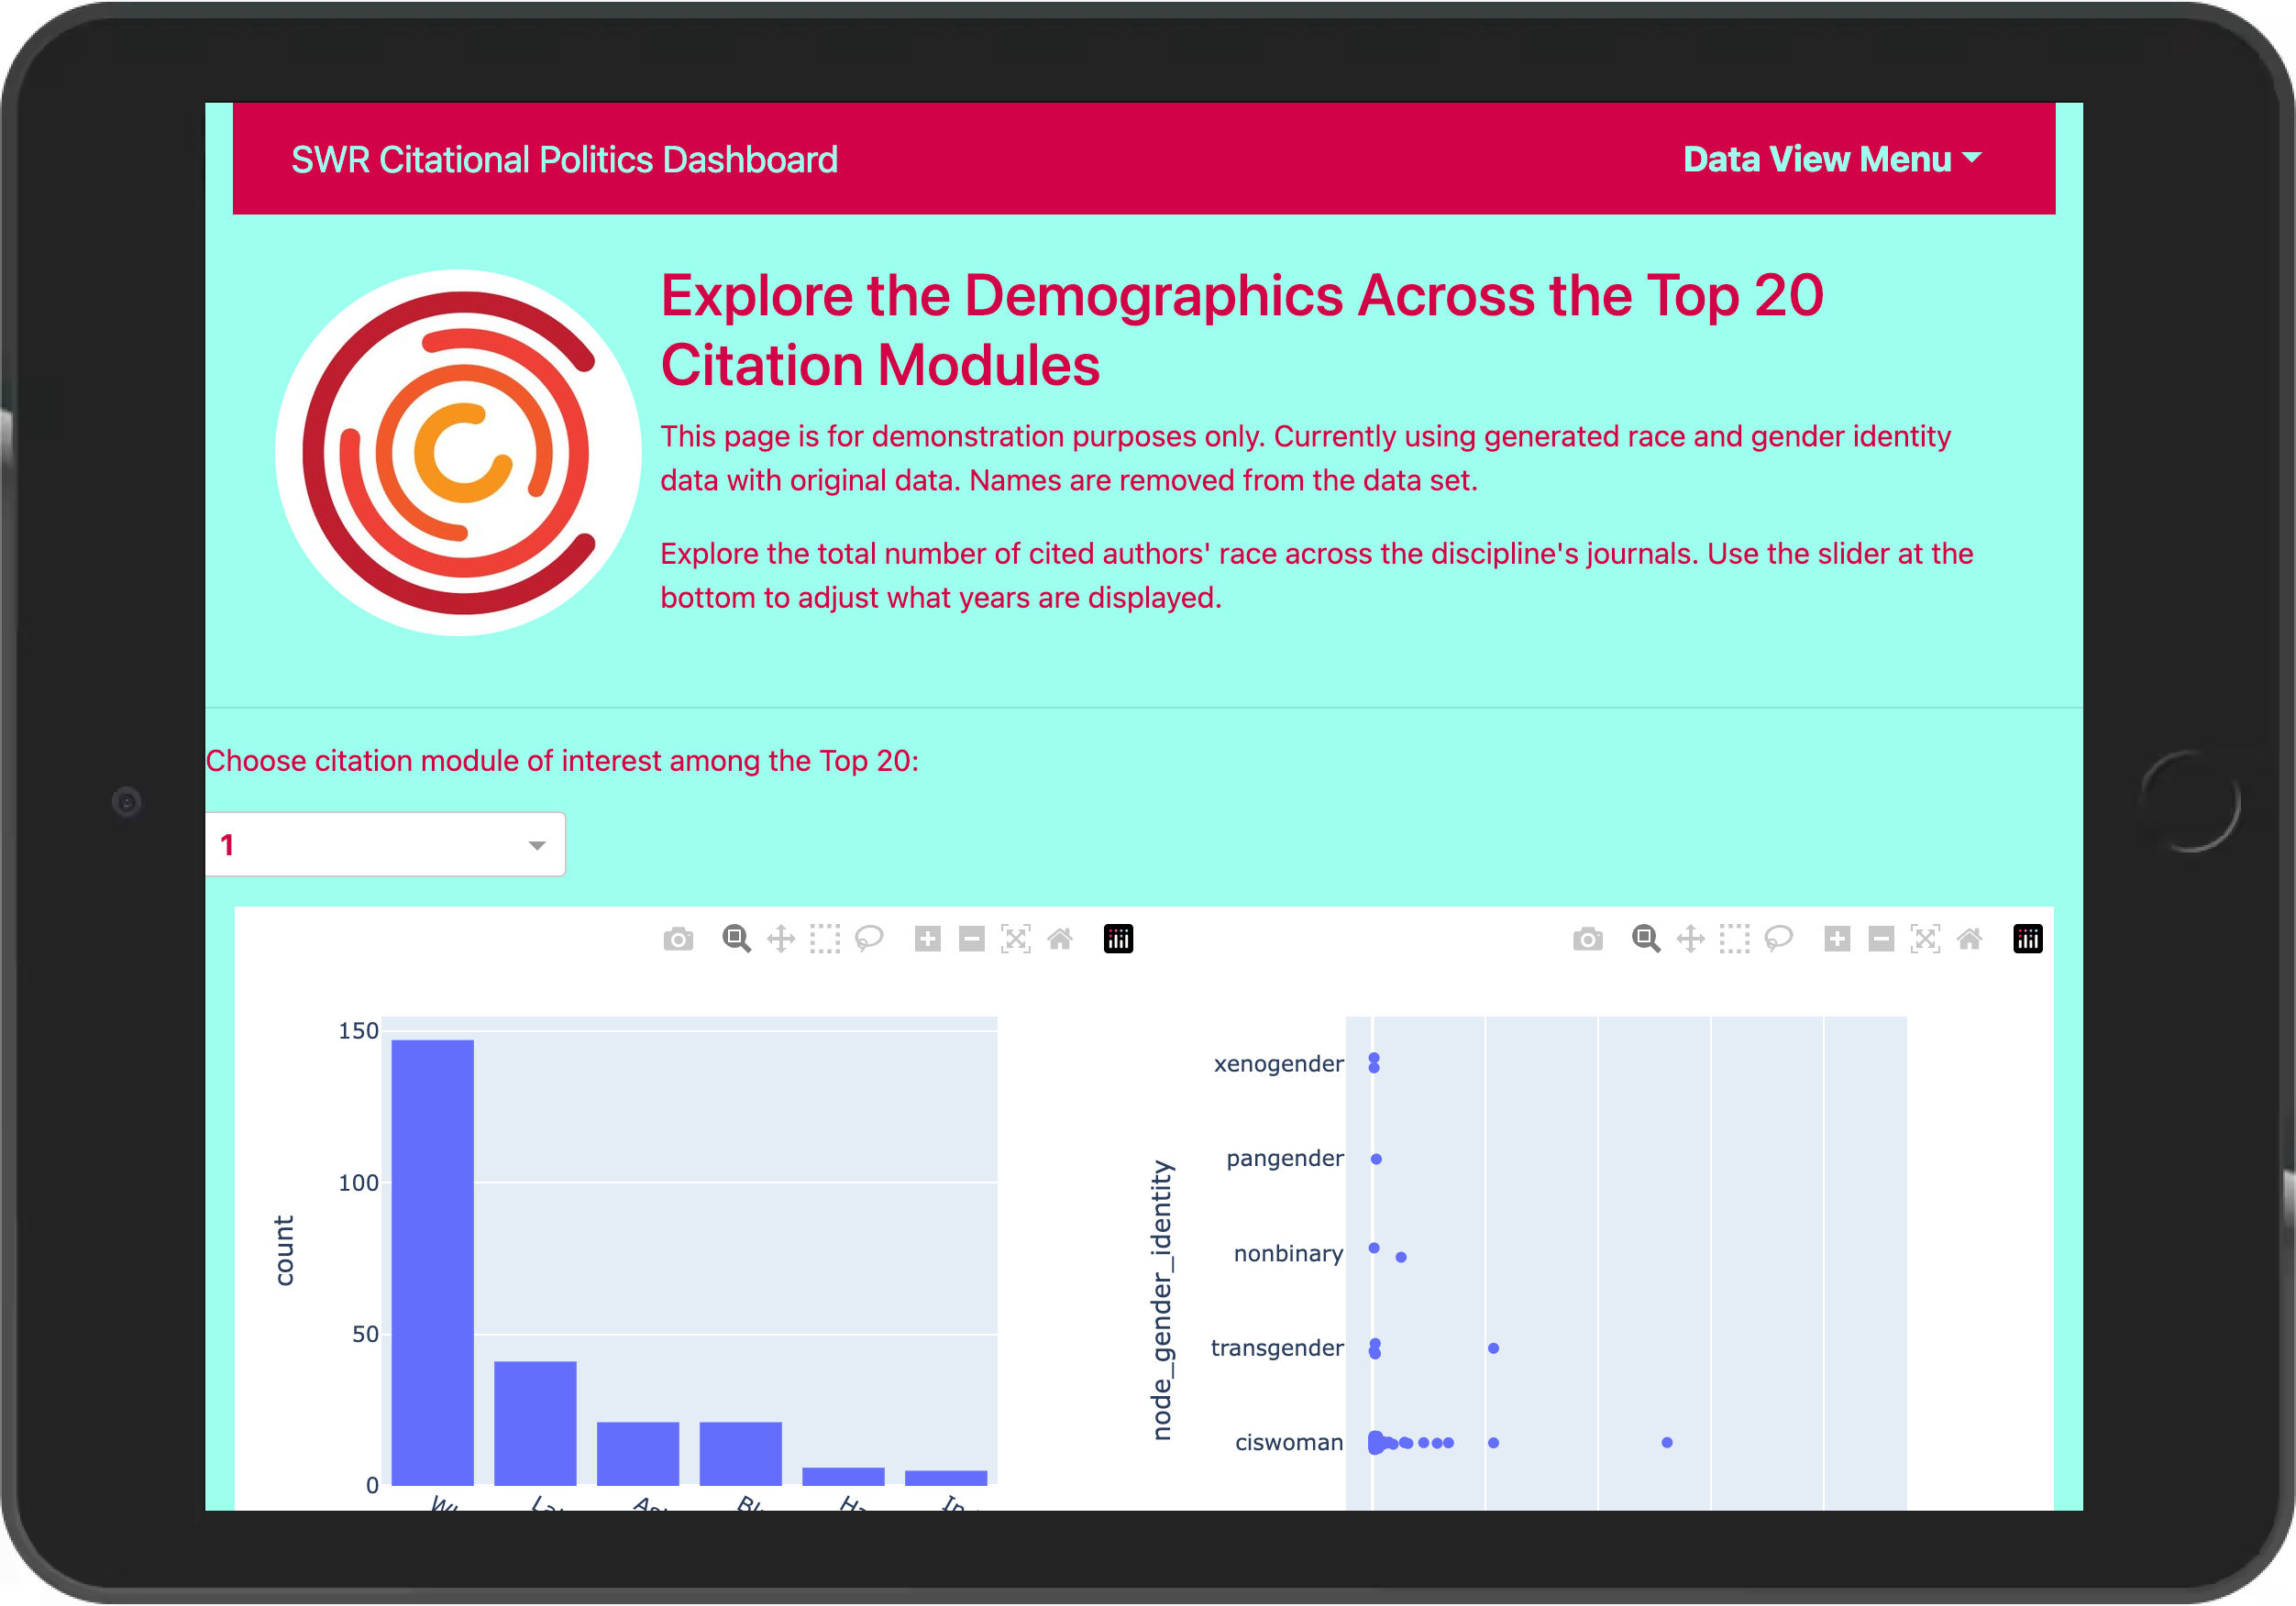 SWR Citational Politics Dashboard
Data View Menu
Explore the Demographics Across the Top 20
Citation Modules
This page is for demonstration purposes only. Currently using generated race and gender identity
data with original data. Names are removed from the data set.
Explore the total number of cited authors' race across the discipline's journals. Use the slider at the
bottom to adjust what years are displayed.
Choose citation module of interest among the Top 20:
1
150
100
50
0
count
xenogender
pangender
nonbinary
transgender
ciswoman
node_gender_identity